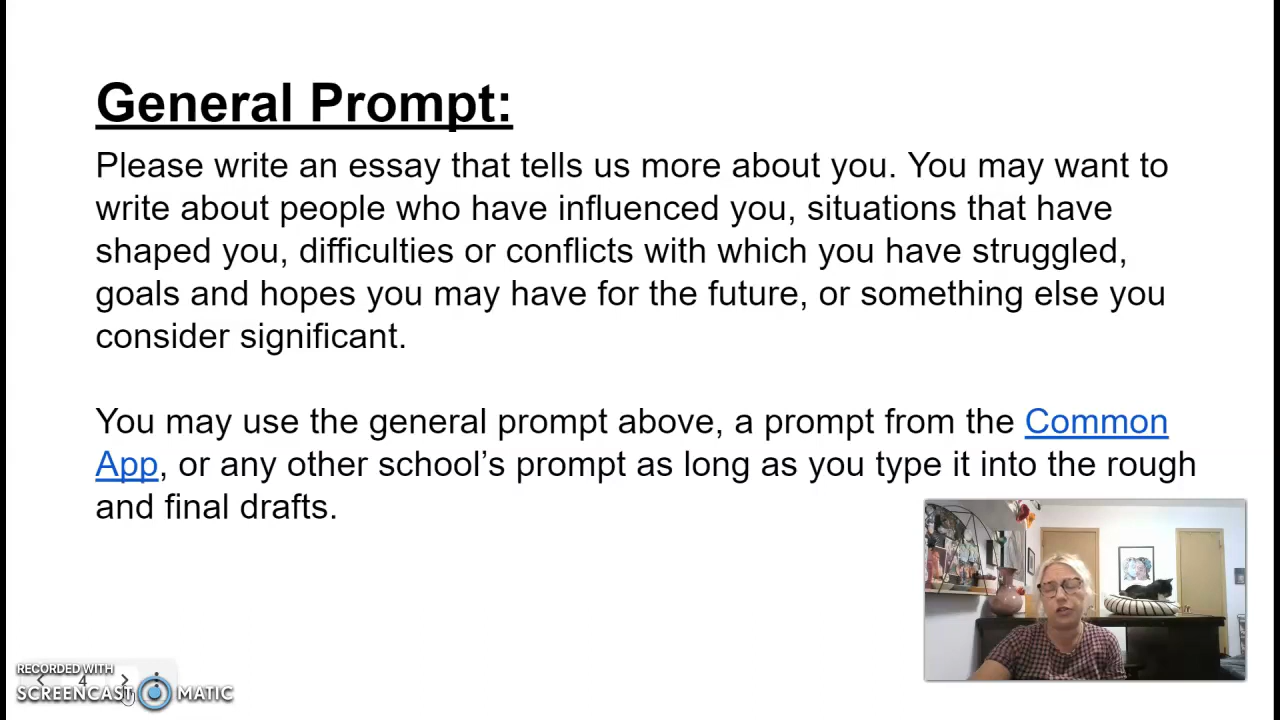 General Prompt:
Please write an essay that tells us more about you. You may want to
write about people who have influenced you, situations that have
shaped you, difficulties or conflicts with which you have struggled,
goals and hopes you may have for the future, or something else you
consider significant.
You may use the general prompt above, a prompt from the Common
App, or any other school’s prompt as long as you type it into the rough
and final drafts.
RECORDED WITH
4
SCREENCAST MATIC